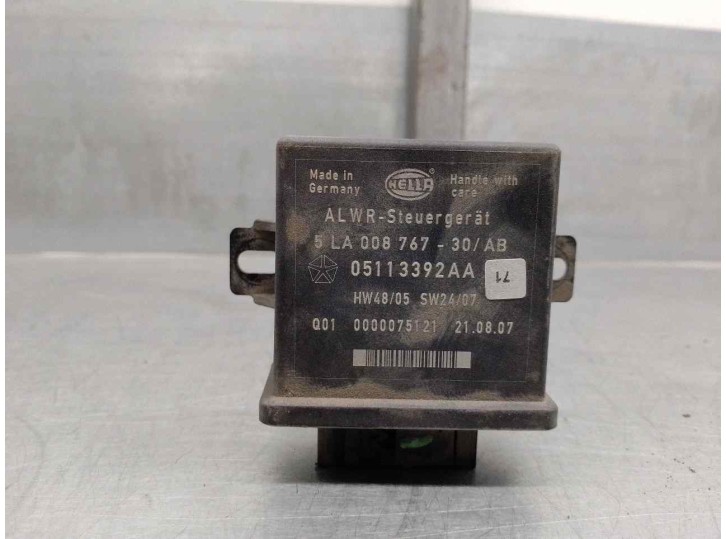 Made in
Germany
HELLA
®
Handle with
care
ALWR-Steuergerät
5 LA 008 767 - 30/AB
05113392AA
71
HW48/05 SW24/07
Q01 0000075121 21.08.07